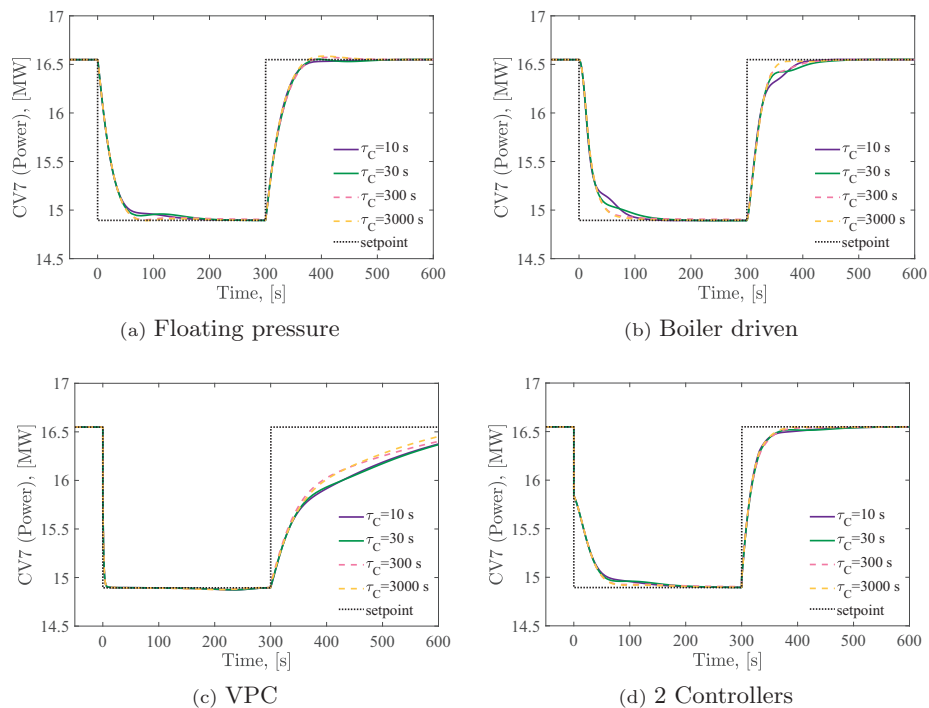 17
16.5
16
15.5
15
14.5
CV7 (Power), [MW]
0 100 200 300 400 500 600
Time, [s]
τC=10 s
τC=30 s
τC=300 s
τC=3000 s
setpoint
(a) Floating pressure
17
16.5
16
15.5
15
14.5
CV7 (Power), [MW]
0 100 200 300 400 500 600
Time, [s]
τC=10 s
τC=30 s
τC=300 s
τC=3000 s
setpoint
(b) Boiler driven
17
16.5
16
15.5
15
14.5
CV7 (Power), [MW]
0 100 200 300 400 500 600
Time, [s]
τC=10 s
τC=30 s
τC=300 s
τC=3000 s
setpoint
(c) VPC
17
16.5
16
15.5
15
14.5
CV7 (Power), [MW]
0 100 200 300 400 500 600
Time, [s]
τC=10 s
τC=30 s
τC=300 s
τC=3000 s
setpoint
(d) 2 Controllers